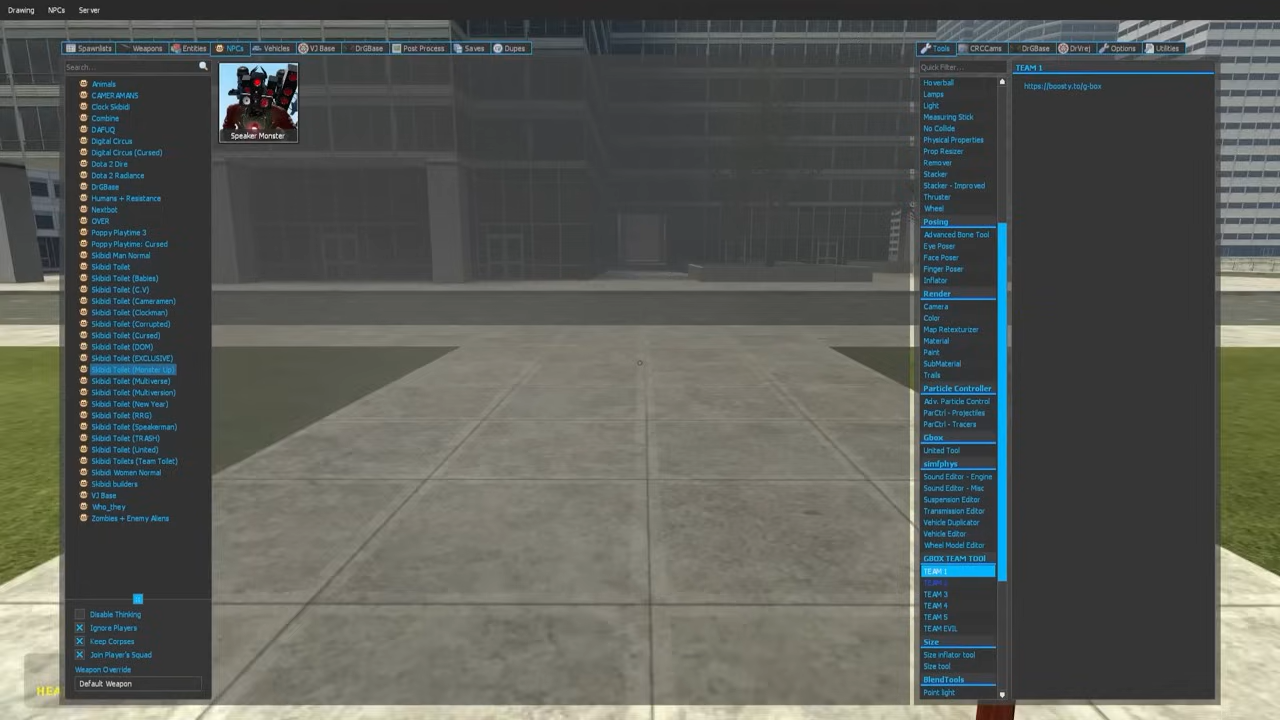 Drawing NPCs Server
Spawnlists Weapons Entities NPCs Vehicles VJ Base DrGBase Post Process Saves Dupes
Search...
Animals
CAMERAMANS
Clock Skibidi
Combine
DAFUQ
Digital Circus
Digital Circus (Cursed)
Dota 2 Dire
Dota 2 Radiance
DrGBase
Humans + Resistance
Nextbot
OVER
Poppy Playtime 3
Poppy Playtime: Cursed
Skibidi Man Normal
Skibidi Toilet
Skibidi Toilet (Babies)
Skibidi Toilet (C.V)
Skibidi Toilet (Cameramen)
Skibidi Toilet (Clockman)
Skibidi Toilet (Corrupted)
Skibidi Toilet (Cursed)
Skibidi Toilet (DOM)
Skibidi Toilet (EXCLUSIVE)
Skibidi Toilet (Monster Up)
Skibidi Toilet (Multiverse)
Skibidi Toilet (Multiversion)
Skibidi Toilet (New Year)
Skibidi Toilet (RRG)
Skibidi Toilet (Speakerman)
Skibidi Toilet (TRASH)
Skibidi Toilet (United)
Skibidi Toilets (Team Toilet)
Skibidi Women Normal
Skibidi builders
VJ Base
Who_they
Zombies + Enemy Aliens
Disable Thinking
Ignore Players
Keep Corpses
Join Player's Squad
Weapon Override
Default Weapon
HEA
Speaker Monster
Tools CRCCams DrGBase DrVrej Options Utilities
Quick Filter...
Hoverball
Lamps
Light
Measuring Stick
No Collide
Physical Properties
Prop Resizer
Remover
Stacker
Stacker - Improved
Thruster
Wheel
Posing
Advanced Bone Tool
Eye Poser
Face Poser
Finger Poser
Inflator
Render
Camera
Color
Map Retexturizer
Material
Paint
SubMaterial
Trails
Particle Controller
Adv. Particle Control
ParCtrl - Projectiles
ParCtrl - Tracers
Gbox
United Tool
simfphys
Sound Editor - Engine
Sound Editor - Misc
Suspension Editor
Transmission Editor
Vehicle Duplicator
Vehicle Editor
Wheel Model Editor
GBOX TEAM TOOl
TEAM 1
TEAM 2
TEAM 3
TEAM 4
TEAM 5
TEAM EVIL
Size
Size inflator tool
Size tool
BlendTools
Point light
TEAM 1
https://boosty.to/g-box